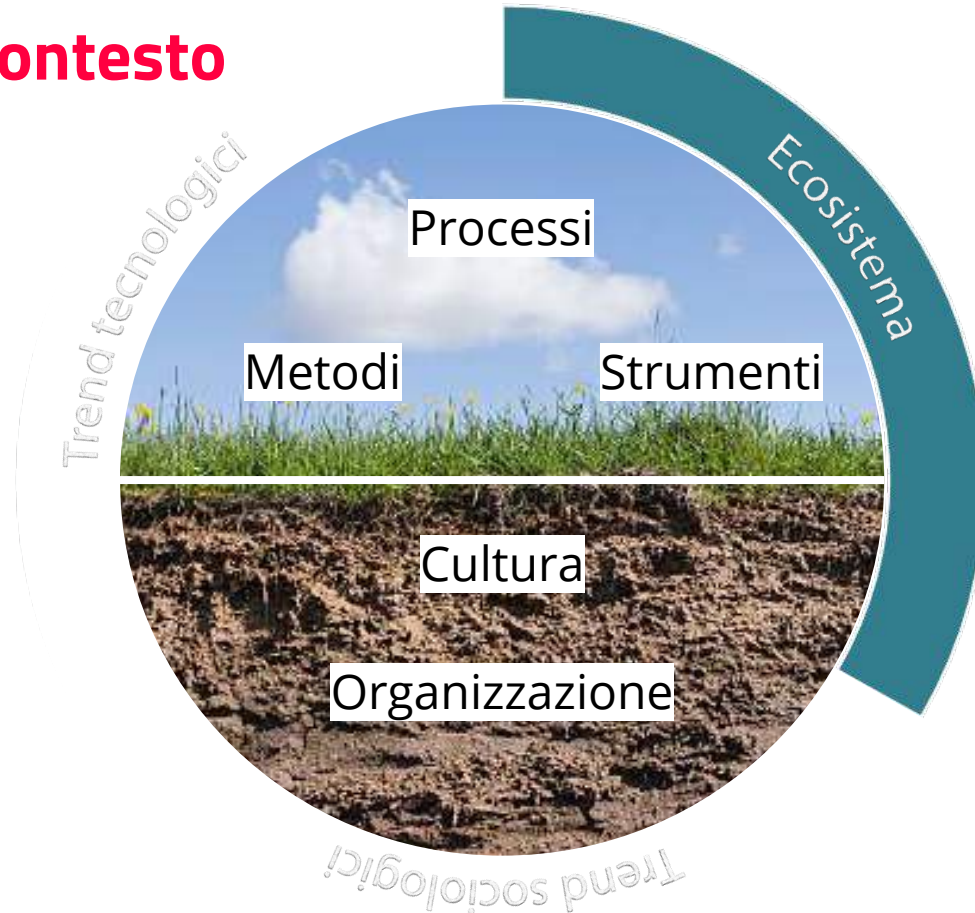 ontesto
Trend tecnologici
Ecosistema
Processi
Metodi
Strumenti
Cultura
Organizzazione
Trend sociologici